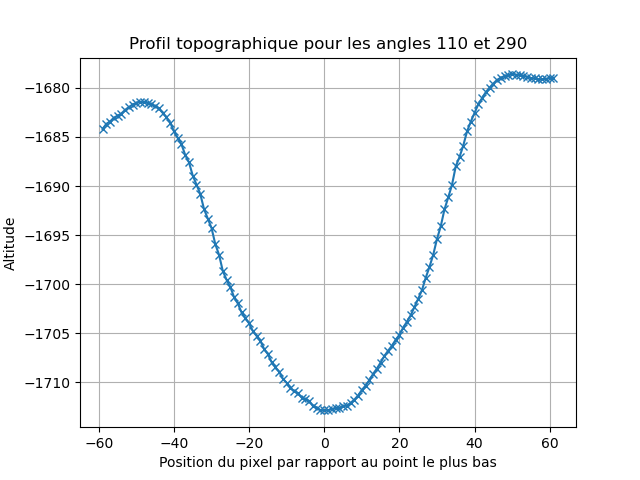 Profil topographique pour les angles 110 et 290
Altitude
−1680
−1685
−1690
−1695
−1700
−1705
−1710
−60 −40 −20 0 20 40 60
Position du pixel par rapport au point le plus bas